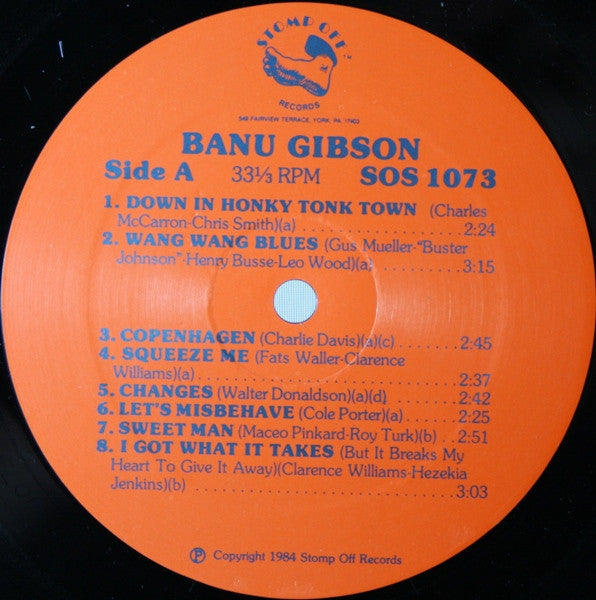 STOMP OFF
RECORDS
549 FAIRVIEW TERRACE, YORK, PA 17403
BANU GIBSON
Side A 33⅓ RPM SOS 1073
1. DOWN IN HONKY TONK TOWN (Charles
McCarron-Chris Smith)(a) . . . . . . . . . . . . . . . . . . . 2:24
2. WANG WANG BLUES (Gus Mueller-"Buster
Johnson"-Henry Busse-Leo Wood)(a) . . . . . . . . . 3:15
3. COPENHAGEN (Charlie Davis)(a)(c) . . . . . . . . 2:45
4. SQUEEZE ME (Fats Waller-Clarence
Williams)(a) . . . . . . . . . . . . . . . . . . . . . . . . . . . . 2:37
5. CHANGES (Walter Donaldson)(a)(d) . . . . . . . 2:42
6. LET'S MISBEHAVE (Cole Porter)(a) . . . . . . . 2:25
7. SWEET MAN (Maceo Pinkard-Roy Turk)(b) . . 2:51
8. I GOT WHAT IT TAKES (But It Breaks My
Heart To Give It Away)(Clarence Williams-Hezekia
Jenkins)(b) . . . . . . . . . . . . . . . . . . . . . . . . . . 3:03
Ⓟ Copyright 1984 Stomp Off Records